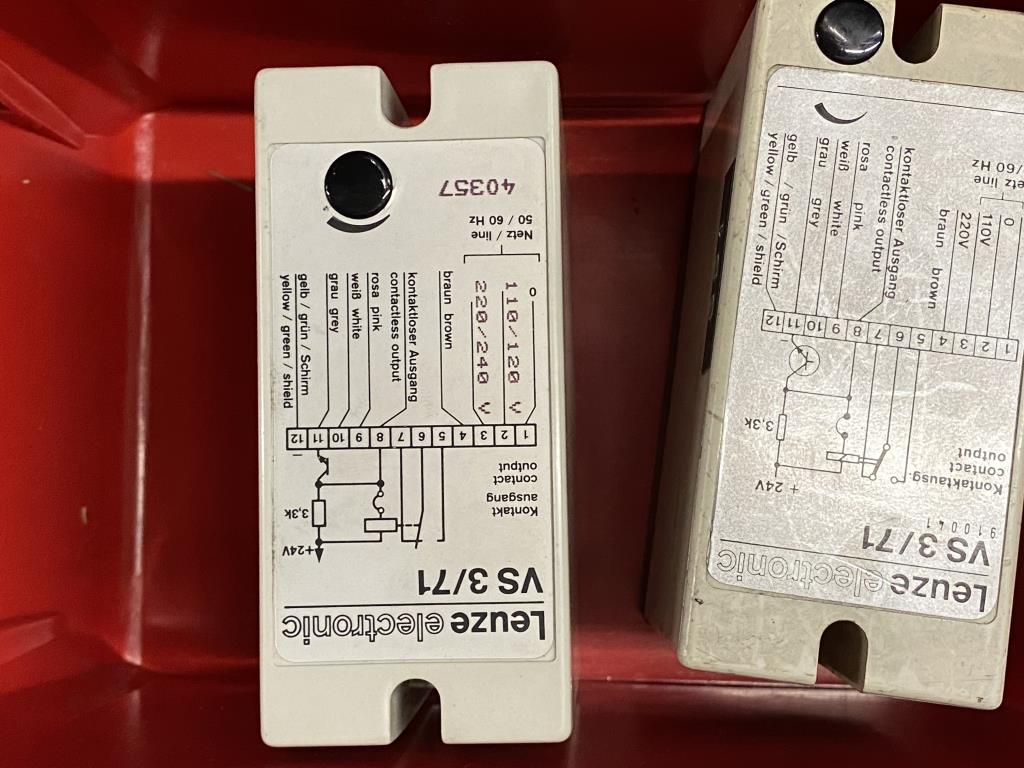 Leuze electronic
VS 3/71
+24V
3,3k
Kontakt
ausgang
contact
output
1 2 3 4 5 6 7 8 9 10 11 12
0
110/120 V
220/240 V
braun brown
kontaktloser Ausgang
contactless output
rosa pink
weiß white
grau grey
gelb / grün / Schirm
yellow / green / shield
Netz / line
50 / 60 Hz
40357
Leuze electronic
VS 3/71
910041
+ 24V
3,3k
Kontaktausg.
contact
output
1 2 3 4 5 6 7 8 9 10 11 12
0
110V
220V
braun brown
kontaktloser Ausgang
contactless output
rosa pink
weiß white
grau grey
gelb / grün / Schirm
yellow / green / shield
line
60 Hz